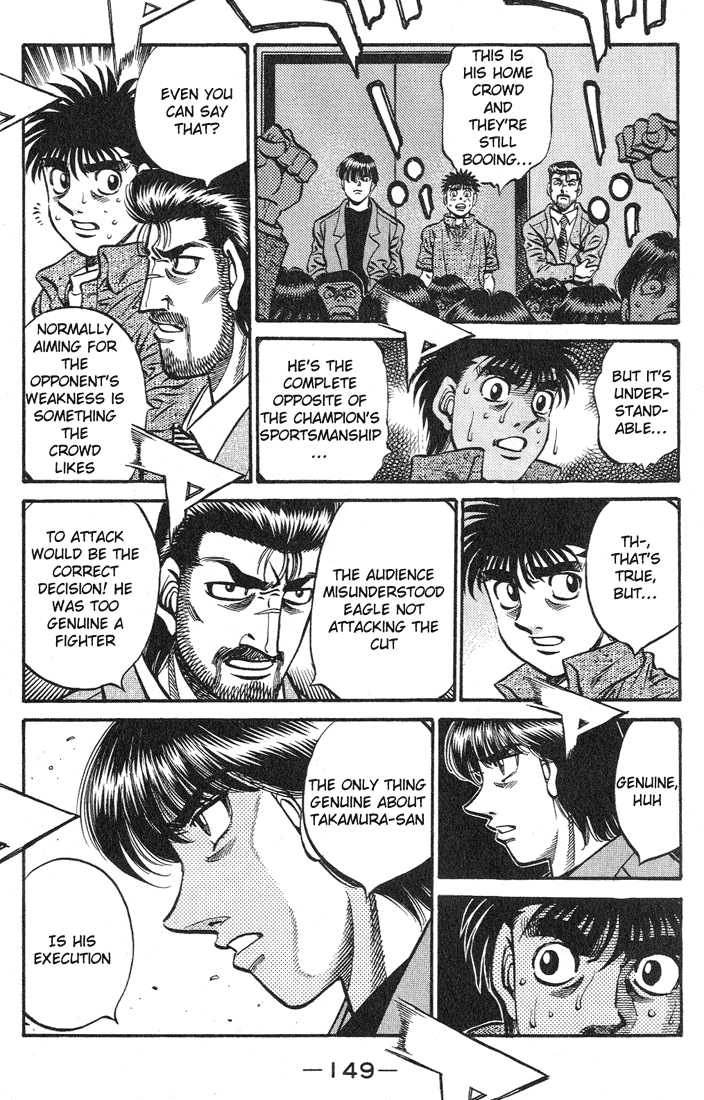 THIS IS
HIS HOME
CROWD
AND
THEY'RE
STILL
BOOING...
EVEN YOU
CAN SAY
THAT?
NORMALLY
AIMING FOR
THE
OPPONENT'S
WEAKNESS IS
SOMETHING
THE
CROWD
LIKES
BUT IT'S
UNDER-
STAND-
ABLE...
HE'S THE
COMPLETE
OPPOSITE OF
THE CHAMPION'S
SPORTSMANSHIP
...
TH-,
THAT'S
TRUE,
BUT...
THE AUDIENCE
MISUNDERSTOOD
EAGLE NOT
ATTACKING THE
CUT
TO ATTACK
WOULD BE THE
CORRECT
DECISION! HE
WAS TOO
GENUINE A
FIGHTER
GENUINE,
HUH
THE ONLY THING
GENUINE ABOUT
TAKAMURA-SAN
IS HIS
EXECUTION
—149—